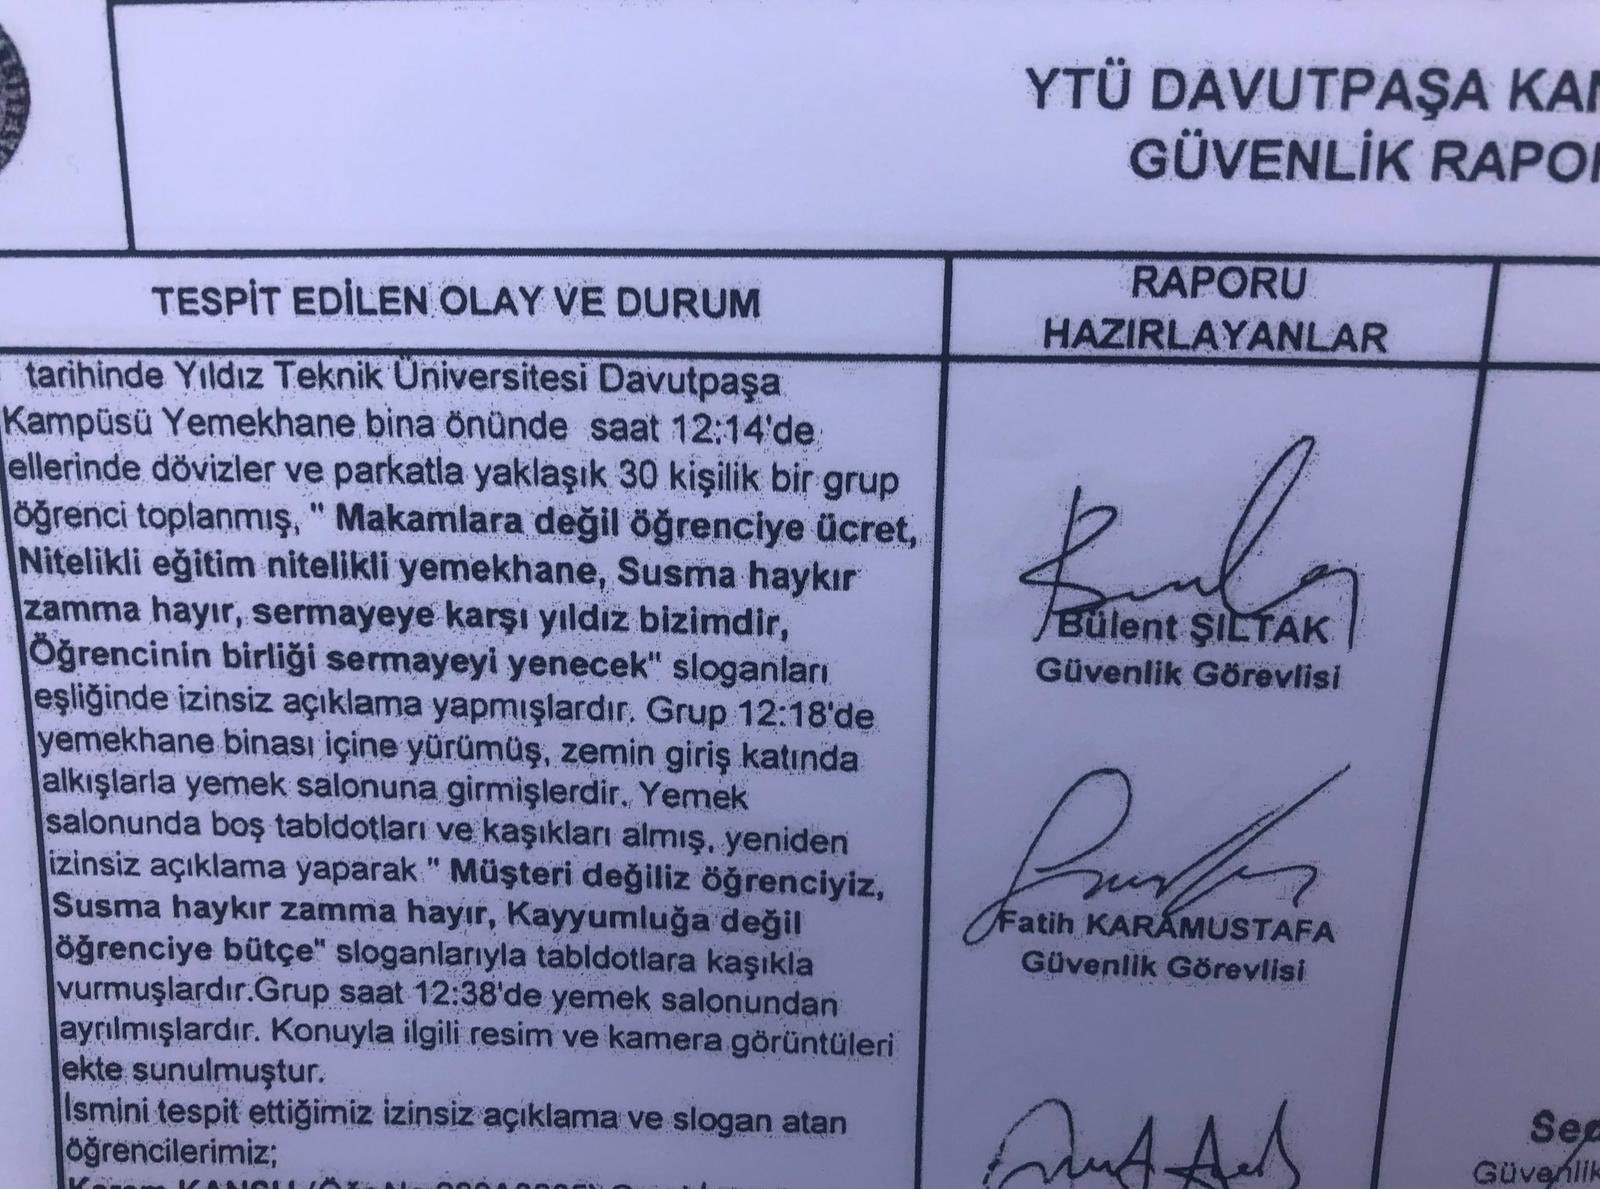 YTÜ DAVUTPAŞA
GÜVENLİK
TESPİT EDİLEN OLAY VE DURUM
RAPORU
HAZIRLAYANLAR
tarihinde Yıldız Teknik Üniversitesi Davutpaşa
Kampüsü Yemekhane bina önünde saat 12:14'de
ellerinde dövizler ve parkatla yaklaşık 30 kişilik bir grup
öğrenci toplanmış, " Makamlara değil öğrenciye ücret,
Nitelikli eğitim nitelikli yemekhane, Susma haykır
zamma hayır, sermayeye karşı yıldız bizimdir,
Öğrencinin birliği sermayeyi yenecek" sloganları
eşliğinde izinsiz açıklama yapmışlardır. Grup 12:18'de
yemekhane binası içine yürümüş, zemin giriş katında
alkışlarla yemek salonuna girmişlerdir. Yemek
salonunda boş tabldotları ve kaşıkları almış, yeniden
izinsiz açıklama yaparak " Müşteri değiliz öğrenciyiz,
Susma haykır zamma hayır, Kayyumluğa değil
öğrenciye bütçe" sloganlarıyla tabldotlara kaşıkla
vurmuşlardır.Grup saat 12:38'de yemek salonundan
ayrılmışlardır. Konuyla ilgili resim ve kamera görüntüleri
ekte sunulmuştur.
İsmini tespit ettiğimiz izinsiz açıklama ve slogan atan
öğrencilerimiz;
Bülent ŞILTAK
Güvenlik Görevlisi
Fatih KARAMUSTAFA
Güvenlik Görevlisi
Güvenlik